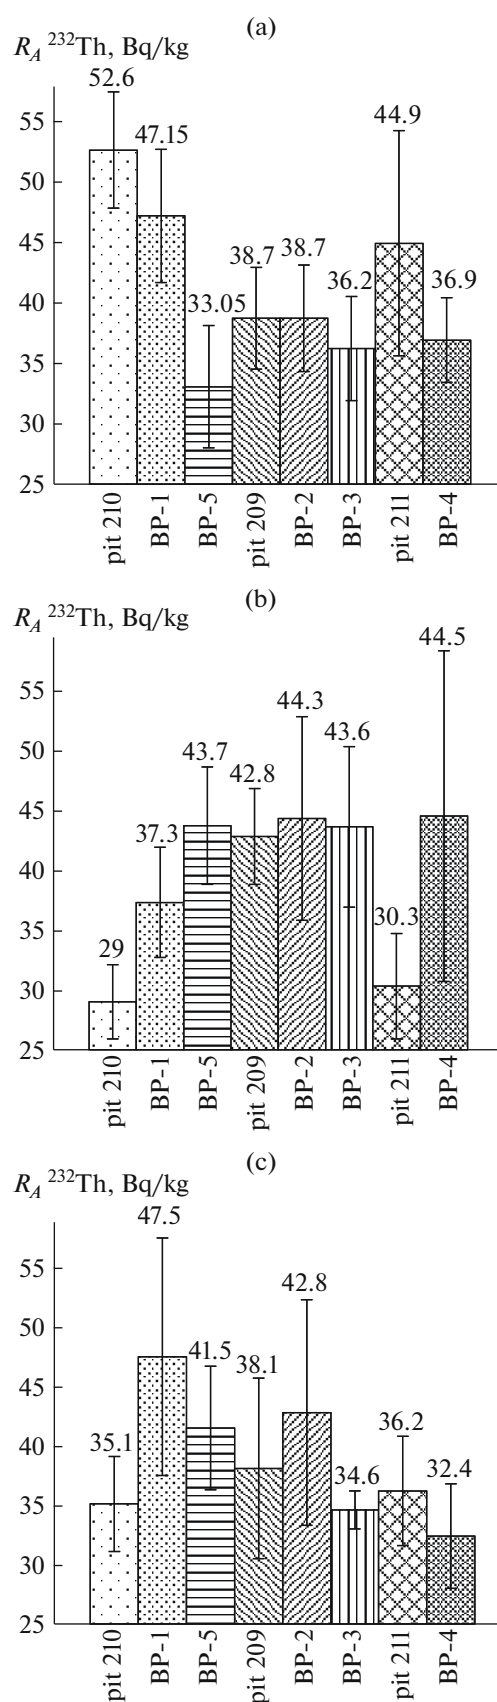 (a)
R_A ²³²Th, Bq/kg
52.6
47.15
33.05
38.7
38.7
36.2
44.9
36.9
55
50
45
40
35
30
25
pit 210
BP-1
BP-5
pit 209
BP-2
BP-3
pit 211
BP-4
(b)
R_A ²³²Th, Bq/kg
29
37.3
43.7
42.8
44.3
43.6
30.3
44.5
55
50
45
40
35
30
25
pit 210
BP-1
BP-5
pit 209
BP-2
BP-3
pit 211
BP-4
(c)
R_A ²³²Th, Bq/kg
35.1
47.5
41.5
38.1
42.8
34.6
36.2
32.4
55
50
45
40
35
30
25
pit 210
BP-1
BP-5
pit 209
BP-2
BP-3
pit 211
BP-4